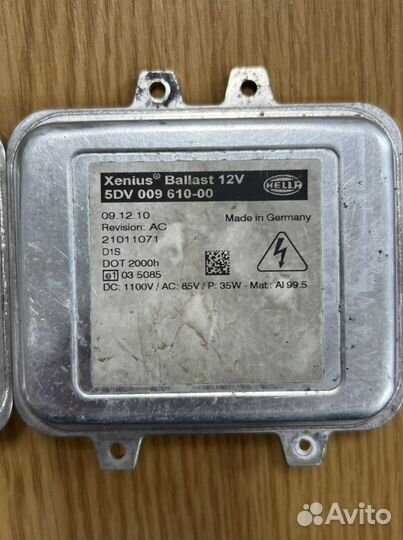 Xenius® Ballast 12V
5DV 009 610-00
HELLA
09.12.10
Made in Germany
Revision: AC
21011071
D1S
DOT 2000h
e1 03 5085
DC: 1100V / AC: 85V / P: 35W - Mat.: Al 99.5
Avito